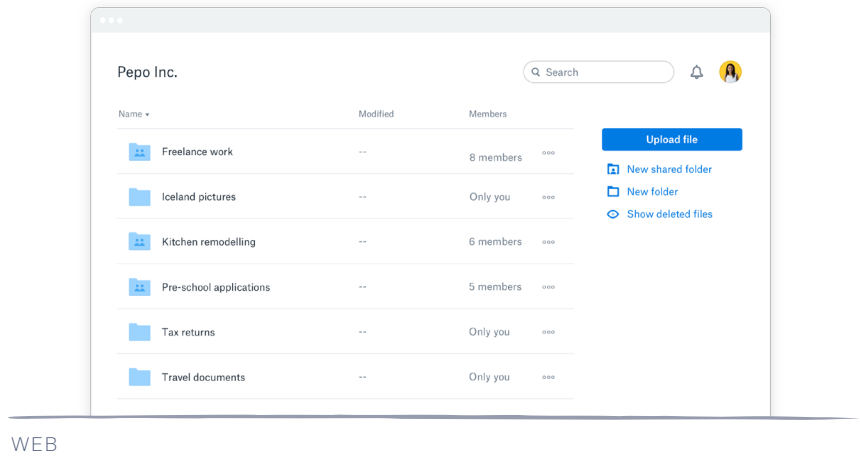 Pepo Inc.
Search
Name Modified Members
Freelance work -- 8 members
Iceland pictures -- Only you
Kitchen remodelling -- 6 members
Pre-school applications -- 5 members
Tax returns -- Only you
Travel documents -- Only you
Upload file
New shared folder
New folder
Show deleted files
WEB